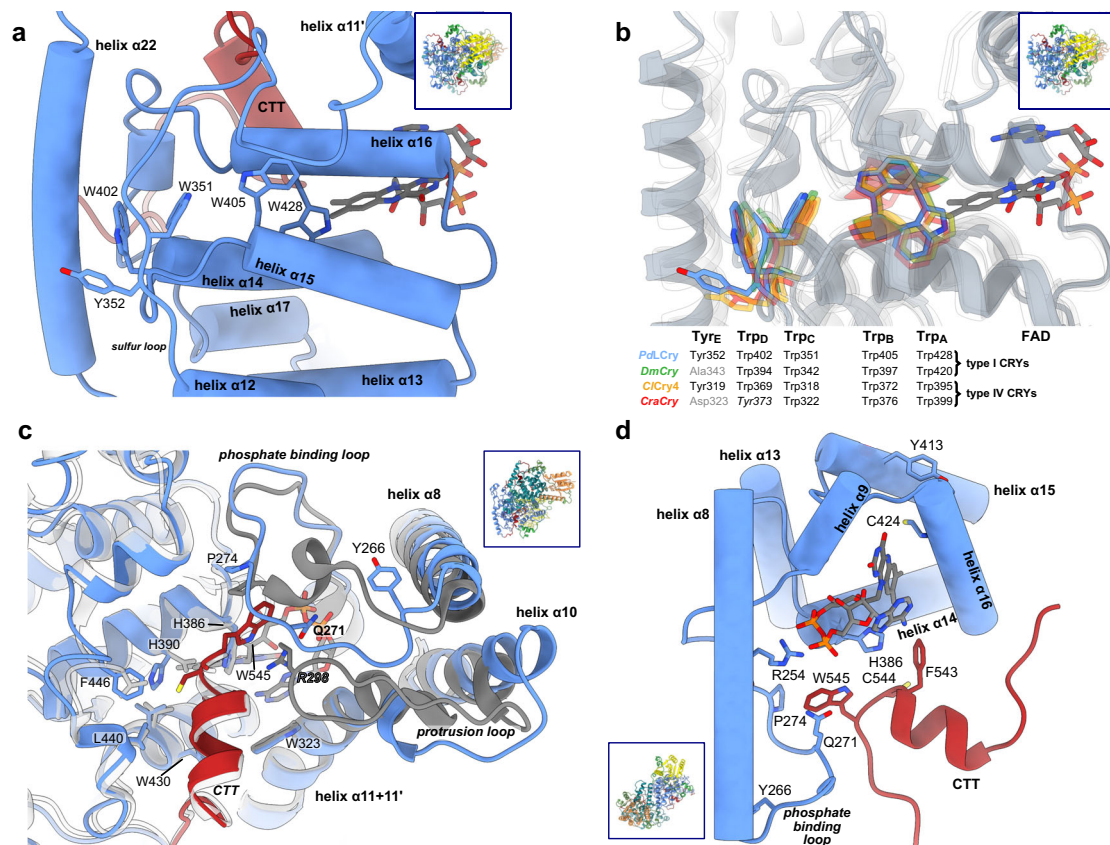 a
helix α22
helix α11'
CTT
helix α16
W402
W351
W405
W428
helix α15
helix α14
Y352
helix α17
sulfur loop
helix α12
helix α13
b
TyrE TrpD TrpC TrpB TrpA FAD
PdLCry Tyr352 Trp402 Trp351 Trp405 Trp428
DmCry Ala343 Trp394 Trp342 Trp397 Trp420
type I CRYs
ClCry4 Tyr319 Trp369 Trp318 Trp372 Trp395
CraCry Asp323 Tyr373 Trp322 Trp376 Trp399
type IV CRYs
c
phosphate binding loop
helix α8
Y266
P274
helix α10
H386
Q271
H390
W545
R298
F446
protrusion loop
L440
W323
W430
CTT
helix α11+11'
d
Y413
helix α13
helix α15
helix α9
helix α8
C424
helix α16
helix α14
H386
R254
W545
C544
F543
P274
Q271
CTT
Y266
phosphate
binding
loop